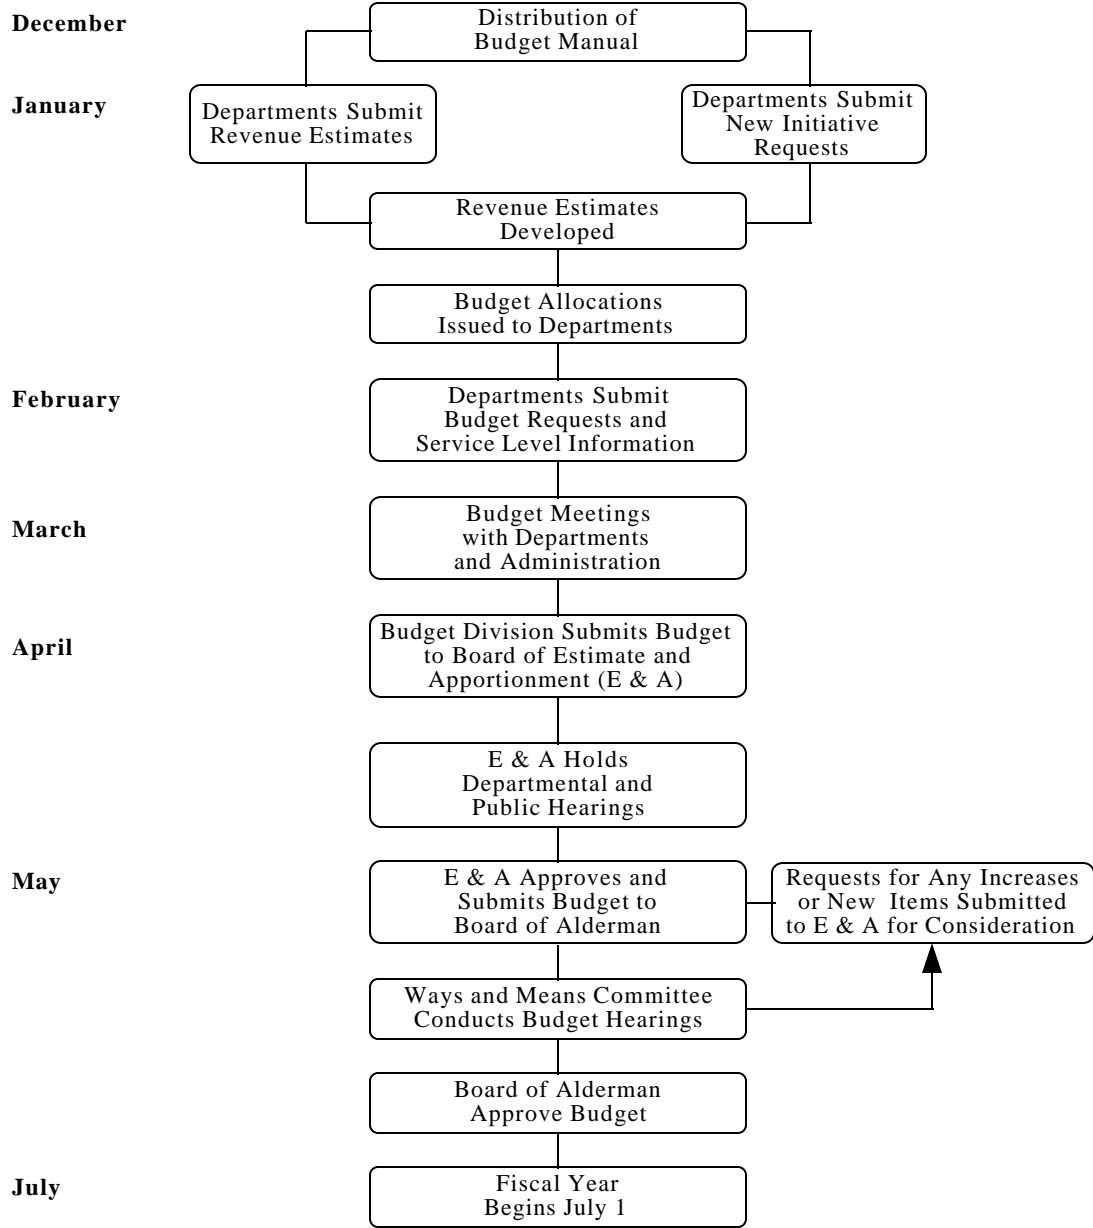 December
Distribution of
Budget Manual
January
Departments Submit
Revenue Estimates
Departments Submit
New Initiative
Requests
Revenue Estimates
Developed
Budget Allocations
Issued to Departments
February
Departments Submit
Budget Requests and
Service Level Information
March
Budget Meetings
with Departments
and Administration
April
Budget Division Submits Budget
to Board of Estimate and
Apportionment (E & A)
E & A Holds
Departmental and
Public Hearings
May
E & A Approves and
Submits Budget to
Board of Alderman
Requests for Any Increases
or New Items Submitted
to E & A for Consideration
Ways and Means Committee
Conducts Budget Hearings
Board of Alderman
Approve Budget
July
Fiscal Year
Begins July 1